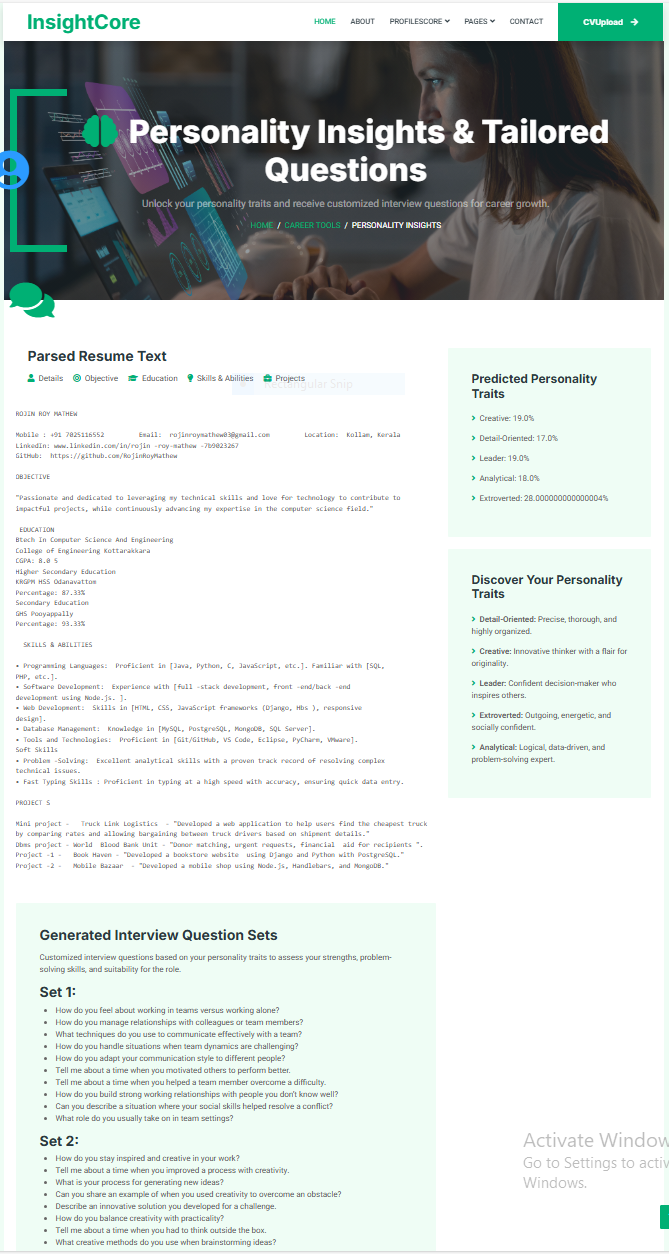 InsightCore
HOME ABOUT PROFILESCORE PAGES CONTACT CVUpload
Personality Insights & Tailored
Questions
Unlock your personality traits and receive customized interview questions for career growth.
HOME / CAREER TOOLS / PERSONALITY INSIGHTS
Parsed Resume Text
Details Objective Education Skills & Abilities Projects
Rectangular Snip
ROJIN ROY MATHEW
Mobile : +91 7025116552 Email: rojinroymathew03@gmail.com Location: Kollam, Kerala
LinkedIn: www.linkedin.com/in/rojin -roy-mathew -7b9023267
GitHub: https://github.com/RojinRoyMathew
OBJECTIVE
"Passionate and dedicated to leveraging my technical skills and love for technology to contribute to
impactful projects, while continuously advancing my expertise in the computer science field."
EDUCATION
Btech In Computer Science And Engineering
College of Engineering Kottarakkara
CGPA: 8.0 5
Higher Secondary Education
KRGPM HSS Odanavattom
Percentage: 87.33%
Secondary Education
GHS Pooyappally
Percentage: 93.33%
SKILLS & ABILITIES
• Programming Languages: Proficient in [Java, Python, C, JavaScript, etc.]. Familiar with [SQL,
PHP, etc.].
• Software Development: Experience with [full -stack development, front -end/back -end
development using Node.js. ].
• Web Development: Skills in [HTML, CSS, JavaScript frameworks (Django, Hbs ), responsive
design].
• Database Management: Knowledge in [MySQL, PostgreSQL, MongoDB, SQL Server].
• Tools and Technologies: Proficient in [Git/GitHub, VS Code, Eclipse, PyCharm, VMware].
Soft Skills
• Problem -Solving: Excellent analytical skills with a proven track record of resolving complex
technical issues.
• Fast Typing Skills : Proficient in typing at a high speed with accuracy, ensuring quick data entry.
PROJECT S
Mini project - Truck Link Logistics - "Developed a web application to help users find the cheapest truck
by comparing rates and allowing bargaining between truck drivers based on shipment details."
Dbms project - World Blood Bank Unit - "Donor matching, urgent requests, financial aid for recipients ".
Project -1 - Book Haven - "Developed a bookstore website using Django and Python with PostgreSQL."
Project -2 - Mobile Bazaar - "Developed a mobile shop using Node.js, Handlebars, and MongoDB."
Predicted Personality
Traits
Creative: 19.0%
Detail-Oriented: 17.0%
Leader: 19.0%
Analytical: 18.0%
Extroverted: 28.000000000000004%
Discover Your Personality
Traits
Detail-Oriented: Precise, thorough, and
highly organized.
Creative: Innovative thinker with a flair for
originality.
Leader: Confident decision-maker who
inspires others.
Extroverted: Outgoing, energetic, and
socially confident.
Analytical: Logical, data-driven, and
problem-solving expert.
Generated Interview Question Sets
Customized interview questions based on your personality traits to assess your strengths, problem-
solving skills, and suitability for the role.
Set 1:
• How do you feel about working in teams versus working alone?
• How do you manage relationships with colleagues or team members?
• What techniques do you use to communicate effectively with a team?
• How do you handle situations when team dynamics are challenging?
• How do you adapt your communication style to different people?
• Tell me about a time when you motivated others to perform better.
• Tell me about a time when you helped a team member overcome a difficulty.
• How do you build strong working relationships with people you don't know well?
• Can you describe a situation where your social skills helped resolve a conflict?
• What role do you usually take on in team settings?
Set 2:
• How do you stay inspired and creative in your work?
• Tell me about a time when you improved a process with creativity.
• What is your process for generating new ideas?
• Can you share an example of when you used creativity to overcome an obstacle?
• Describe an innovative solution you developed for a challenge.
• How do you balance creativity with practicality?
• Tell me about a time when you had to think outside the box.
• What creative methods do you use when brainstorming ideas?
Activate Window
Go to Settings to activ
Windows.